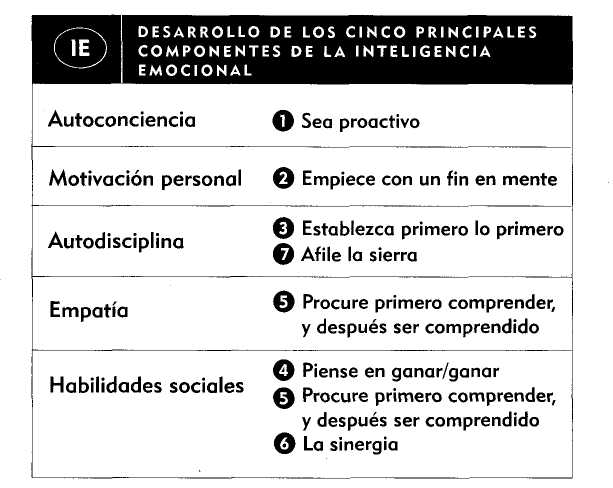 IE
DESARROLLO DE LOS CINCO PRINCIPALES
COMPONENTES DE LA INTELIGENCIA
EMOCIONAL
Autoconciencia
1 Sea proactivo
Motivación personal
2 Empiece con un fin en mente
Autodisciplina
3 Establezca primero lo primero
7 Afile la sierra
Empatía
5 Procure primero comprender,
y después ser comprendido
Habilidades sociales
4 Piense en ganar/ganar
5 Procure primero comprender,
y después ser comprendido
6 La sinergia